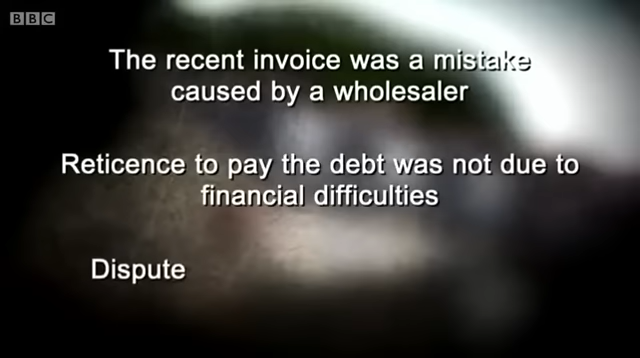 BBC
The recent invoice was a mistake
caused by a wholesaler
Reticence to pay the debt was not due to
financial difficulties
Dispute